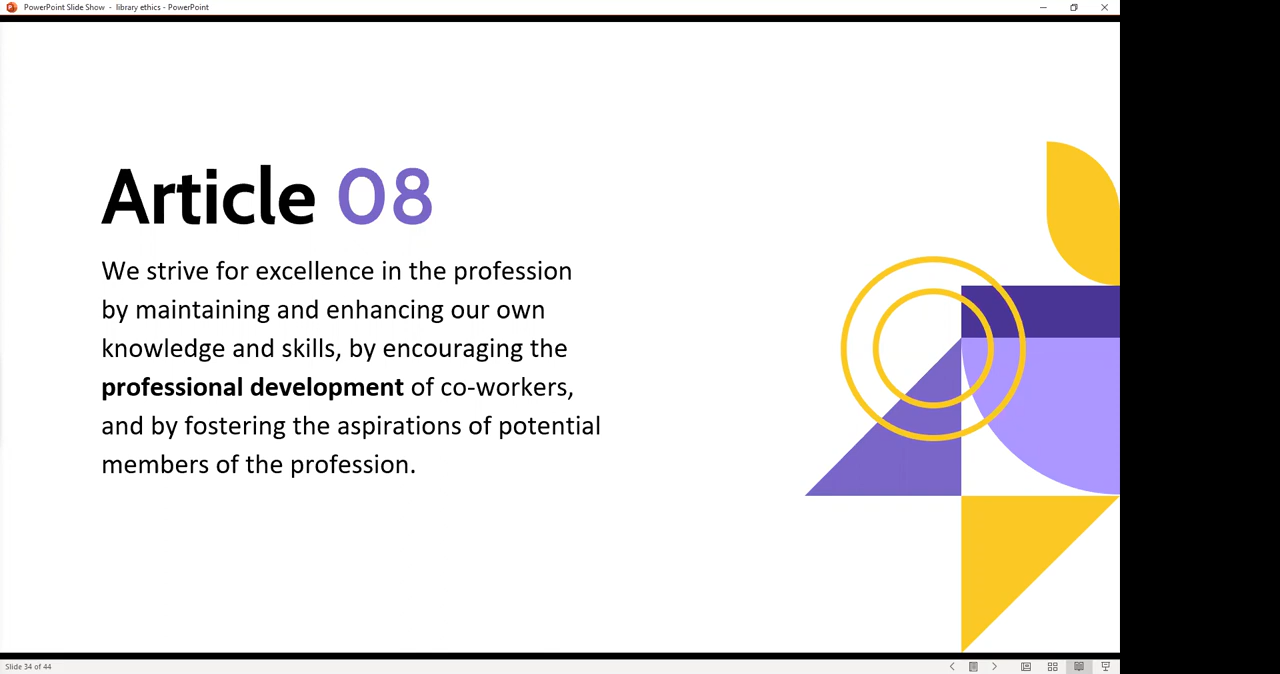 PowerPoint Slide Show - library ethics - PowerPoint
Article 08
We strive for excellence in the profession
by maintaining and enhancing our own
knowledge and skills, by encouraging the
professional development of co-workers,
and by fostering the aspirations of potential
members of the profession.
Slide 34 of 44